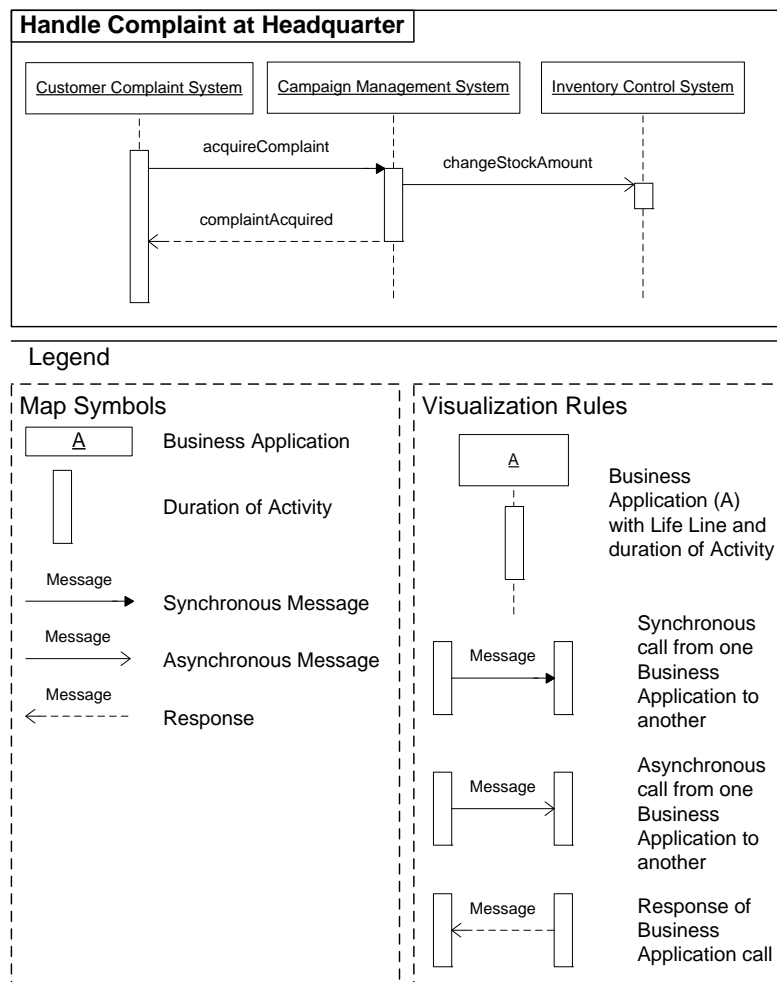 Handle Complaint at Headquarter
Customer Complaint System
Campaign Management System
Inventory Control System
acquireComplaint
changeStockAmount
complaintAcquired
Legend
Map Symbols
A
Business Application
Duration of Activity
Message
Synchronous Message
Message
Asynchronous Message
Message
Response
Visualization Rules
A
Business
Application (A)
with Life Line and
duration of Activity
Message
Synchronous
call from one
Business
Application to
another
Message
Asynchronous
call from one
Business
Application to
another
Message
Response of
Business
Application call